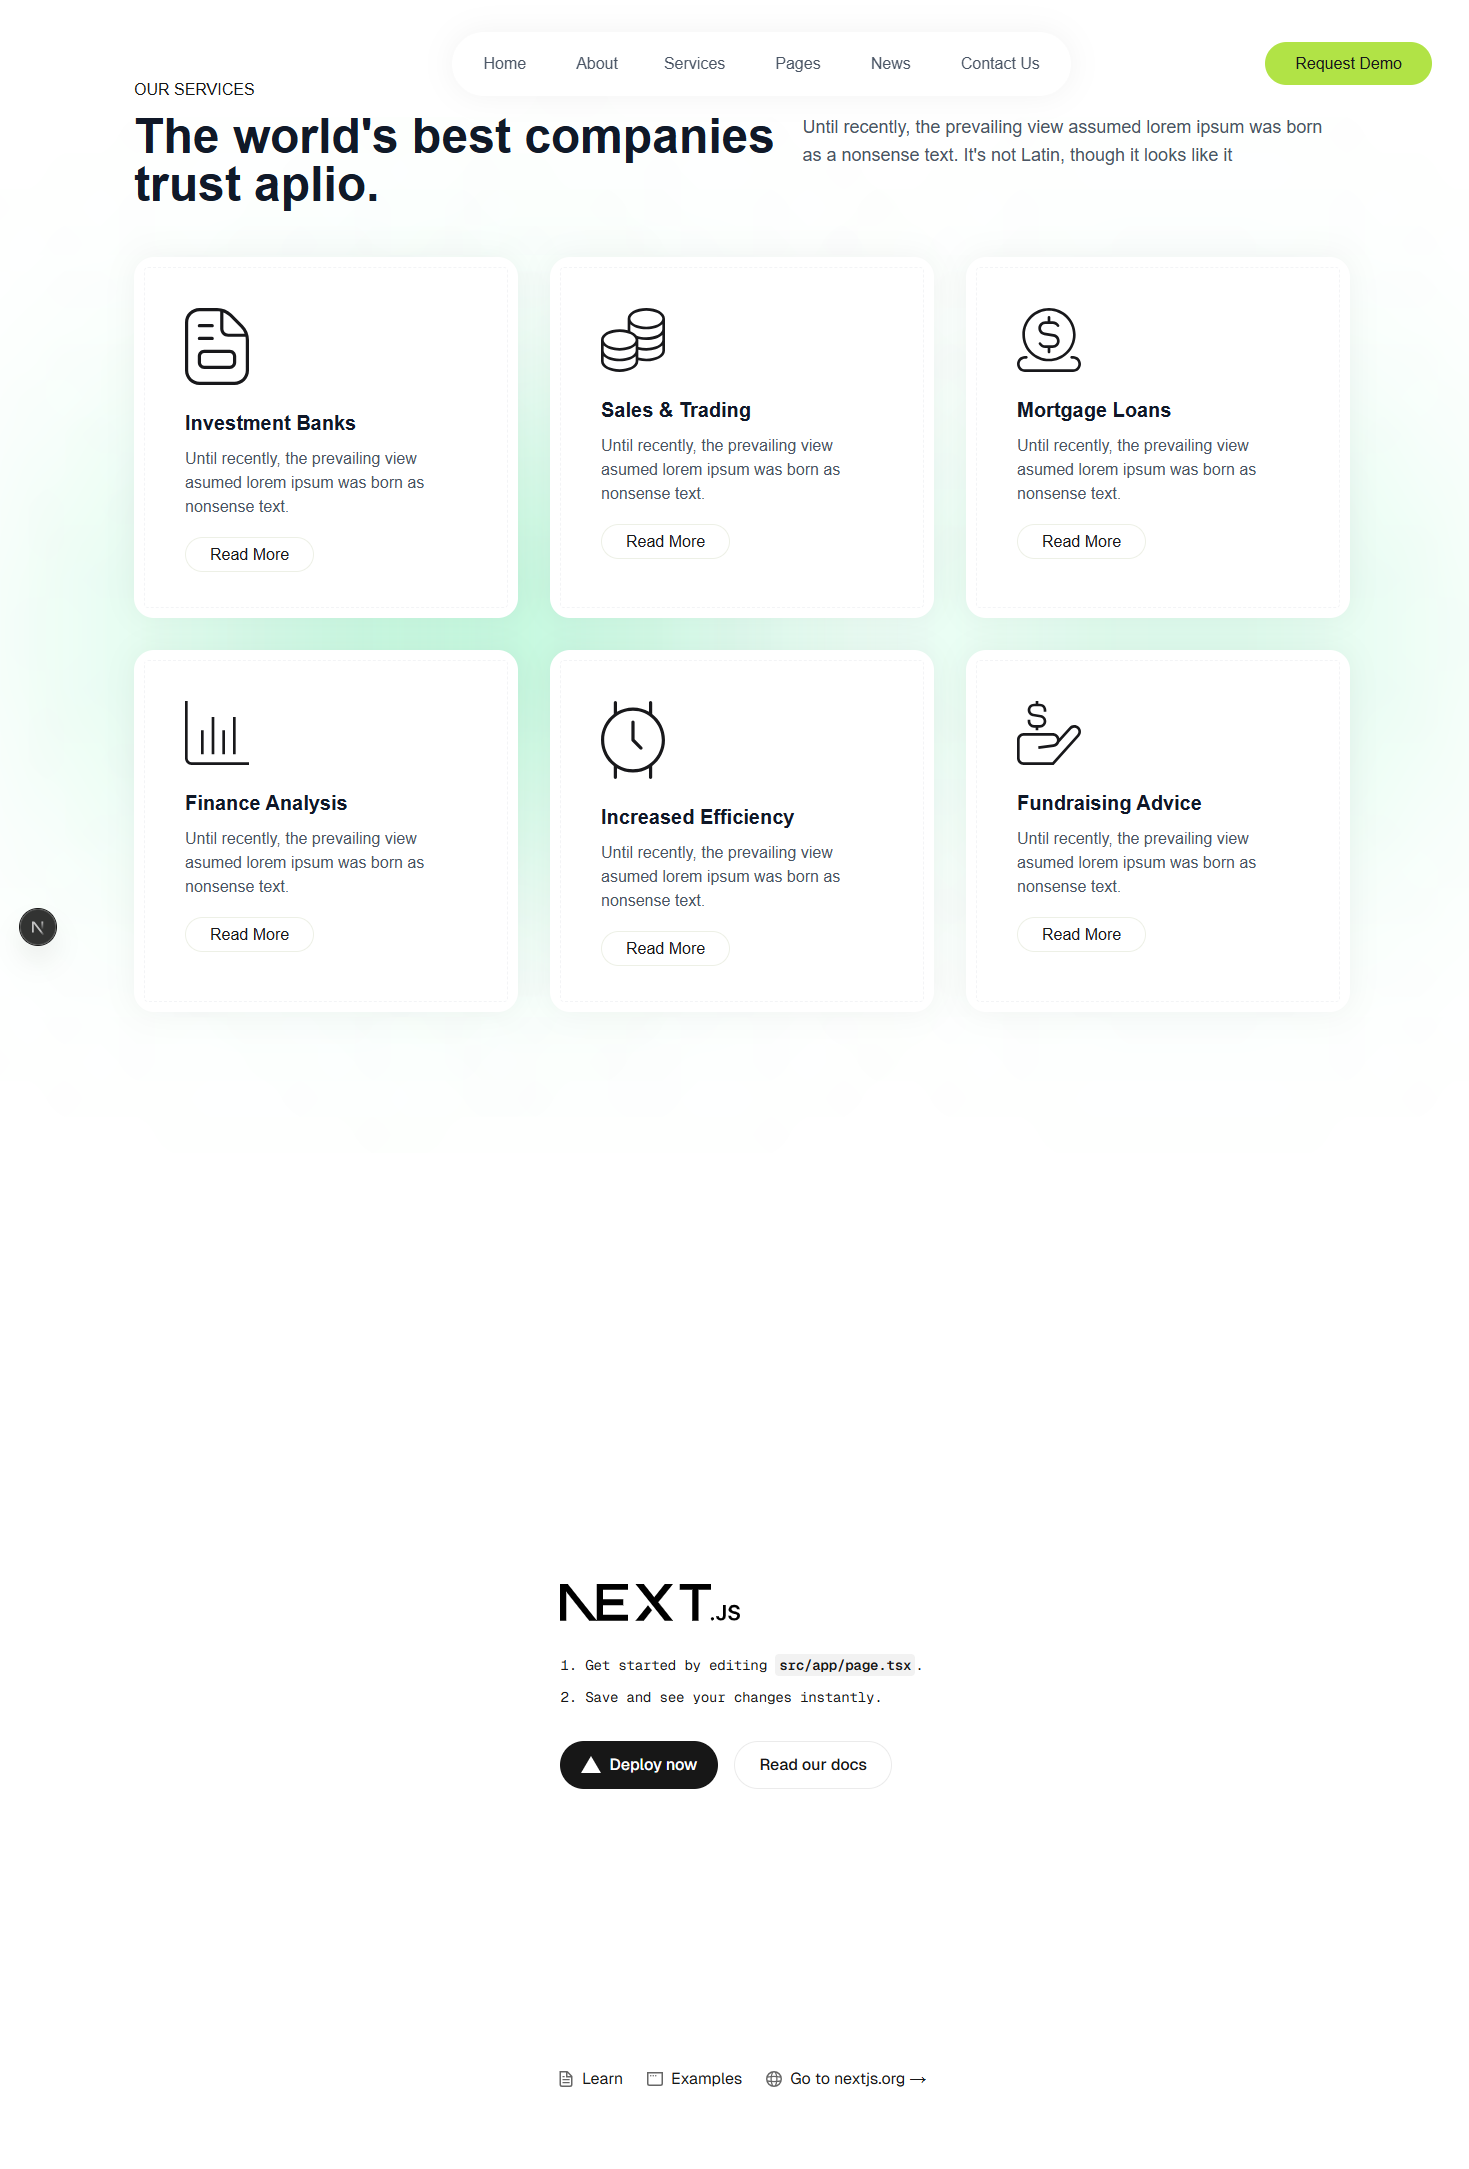 Home About Services Pages News Contact Us
Request Demo
OUR SERVICES
The world's best companies
trust aplio.
Until recently, the prevailing view assumed lorem ipsum was born
as a nonsense text. It's not Latin, though it looks like it
Investment Banks
Until recently, the prevailing view
asumed lorem ipsum was born as
nonsense text.
Read More
Sales & Trading
Until recently, the prevailing view
asumed lorem ipsum was born as
nonsense text.
Read More
Mortgage Loans
Until recently, the prevailing view
asumed lorem ipsum was born as
nonsense text.
Read More
Finance Analysis
Until recently, the prevailing view
asumed lorem ipsum was born as
nonsense text.
Read More
Increased Efficiency
Until recently, the prevailing view
asumed lorem ipsum was born as
nonsense text.
Read More
Fundraising Advice
Until recently, the prevailing view
asumed lorem ipsum was born as
nonsense text.
Read More
N
NEXT.JS
1. Get started by editing src/app/page.tsx.
2. Save and see your changes instantly.
Deploy now
Read our docs
Learn
Examples
Go to nextjs.org →